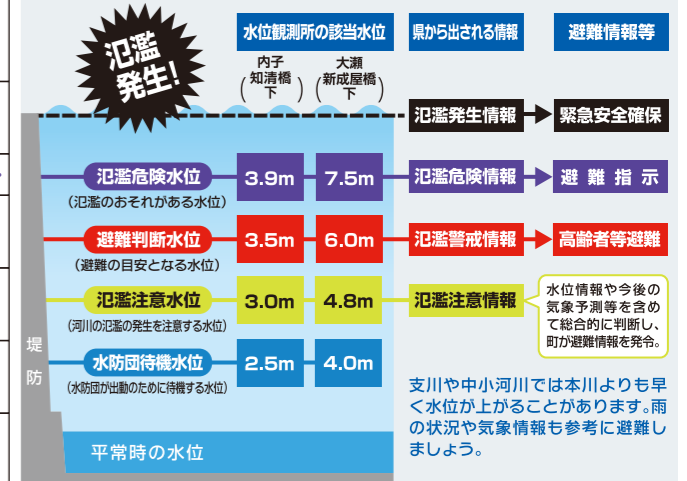 水位観測所の該当水位
県から出される情報
避難情報等
氾濫
発生!
内子
(知清橋)
下
大瀬
(新成屋橋)
下
氾濫発生情報
緊急安全確保
氾濫危険水位
3.9m
7.5m
氾濫危険情報
避難指示
(氾濫のおそれがある水位)
避難判断水位
3.5m
6.0m
氾濫警戒情報
高齢者等避難
(避難の目安となる水位)
氾濫注意水位
3.0m
4.8m
氾濫注意情報
水位情報や今後の
気象予測等を含め
て総合的に判断し、
町が避難情報を発令。
(河川の氾濫の発生を注意する水位)
堤
防
水防団待機水位
2.5m
4.0m
(水防団が出動のために待機する水位)
支川や中小河川では本川よりも早
く水位が上がることがあります。雨
の状況や気象情報も参考に避難し
ましょう。
平常時の水位